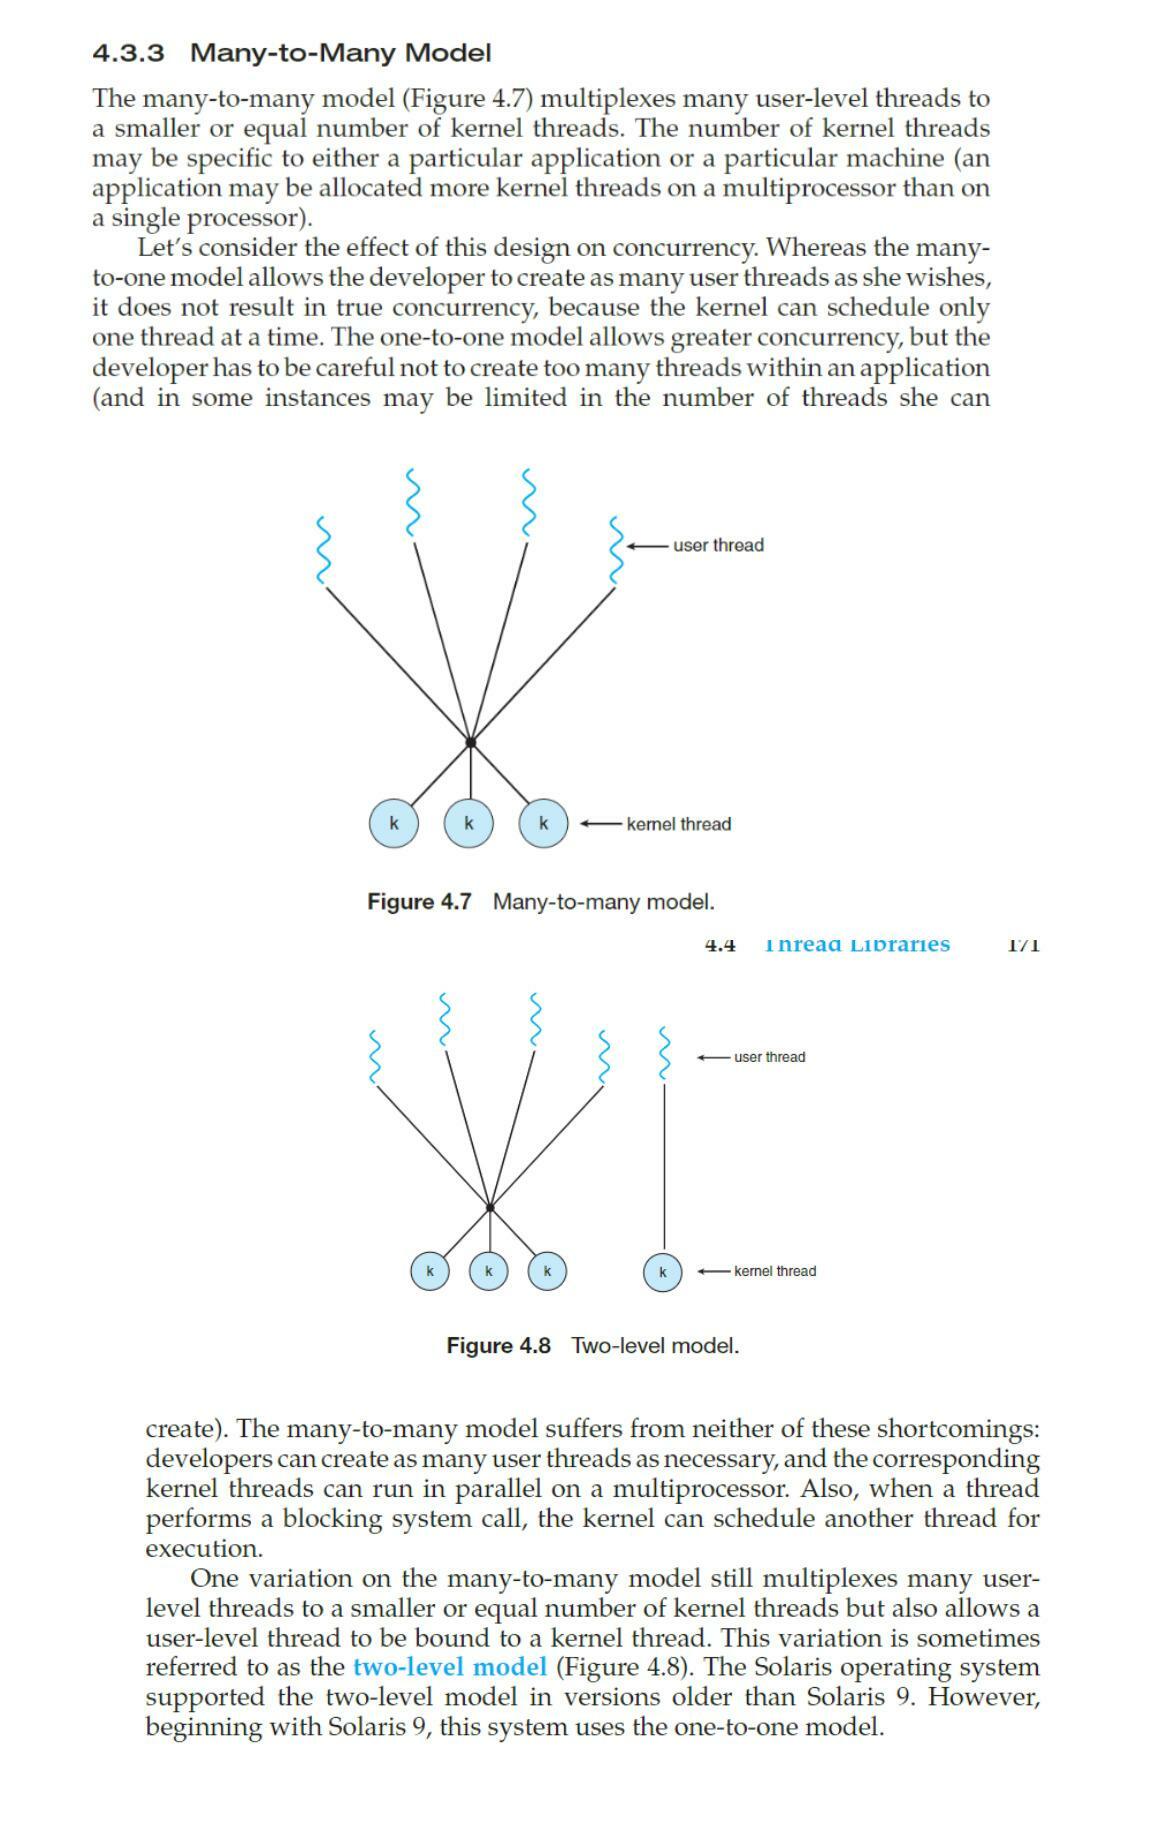 4.3.3 Many-to-Many Model
The many-to-many model (Figure 4.7) multiplexes many user-level threads to
a smaller or equal number of kernel threads. The number of kernel threads
may be specific to either a particular application or a particular machine (an
application may be allocated more kernel threads on a multiprocessor than on
a single processor).
Let's consider the effect of this design on concurrency. Whereas the many-
to-one model allows the developer to create as many user threads as she wishes,
it does not result in true concurrency, because the kernel can schedule only
one thread at a time. The one-to-one model allows greater concurrency, but the
developer has to be careful not to create too many threads within an application
(and in some instances may be limited in the number of threads she can
user thread
k k k kernel thread
Figure 4.7 Many-to-many model.
4.4 Thread Libraries 171
user thread
k k k k kernel thread
Figure 4.8 Two-level model.
create). The many-to-many model suffers from neither of these shortcomings:
developers can create as many user threads as necessary, and the corresponding
kernel threads can run in parallel on a multiprocessor. Also, when a thread
performs a blocking system call, the kernel can schedule another thread for
execution.
One variation on the many-to-many model still multiplexes many user-
level threads to a smaller or equal number of kernel threads but also allows a
user-level thread to be bound to a kernel thread. This variation is sometimes
referred to as the two-level model (Figure 4.8). The Solaris operating system
supported the two-level model in versions older than Solaris 9. However,
beginning with Solaris 9, this system uses the one-to-one model.